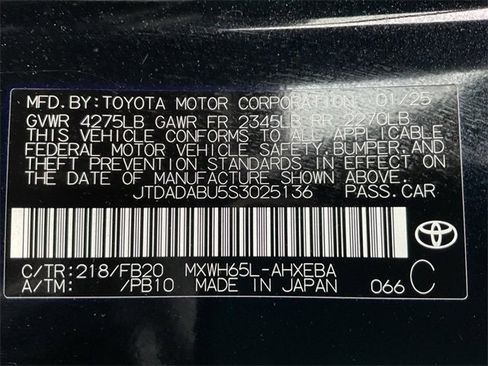 MFD.BY: TOYOTA MOTOR CORPORATION 01/25
GVWR 4275LB GAWR FR 2345LB RR 2270LB
THIS VEHICLE CONFORMS TO ALL APPLICABLE
FEDERAL MOTOR VEHICLE SAFETY, BUMPER, AND
THEFT PREVENTION STANDARDS IN EFFECT ON
THE DATE OF MANUFACTURE SHOWN ABOVE.
JTDADABU5S3025136 PASS.CAR
C/TR:218/FB20 MXWH65L-AHXEBA
A/TM: /PB10 MADE IN JAPAN 066 C